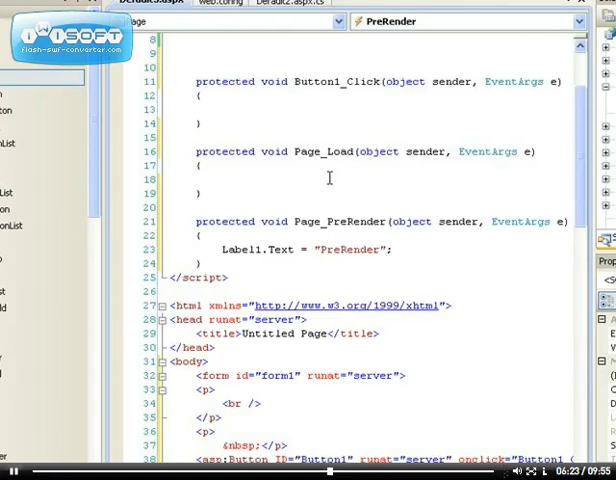 Default3.aspx web.config Default2.aspx.cs
Page PreRender
iWiSOFT
flash-swf-converter.com
8
9
10
11 protected void Button1_Click(object sender, EventArgs e)
12 {
13
14 }
15
16 protected void Page_Load(object sender, EventArgs e)
17 {
18
19 }
20
21 protected void Page_PreRender(object sender, EventArgs e)
22 {
23 Label1.Text = "PreRender";
24 }
25 </script>
26
27 <html xmlns="http://www.w3.org/1999/xhtml">
28 <head runat="server">
29 <title>Untitled Page</title>
30 </head>
31 <body>
32 <form id="form1" runat="server">
33 <p>
34 <br />
35 </p>
36 <p>
37 &nbsp;</p>
38 <asp:Button ID="Button1" runat="server" onclick="Button1
Prope
06:23 / 09:55